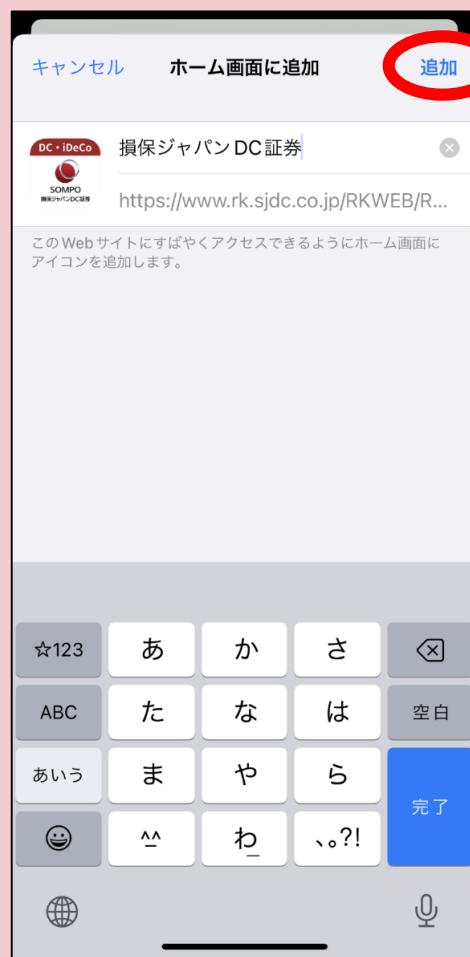 キャンセル ホーム画面に追加 追加
DC・iDeCo
SOMPO
損保ジャパンDC証券
損保ジャパンDC証券
https://www.rk.sjdc.co.jp/RKWEB/R...
このWebサイトにすばやくアクセスできるようにホーム画面に
アイコンを追加します。
☆123 あ か さ
ABC た な は 空白
あいう ま や ら
完了
^^ わ 、。?!